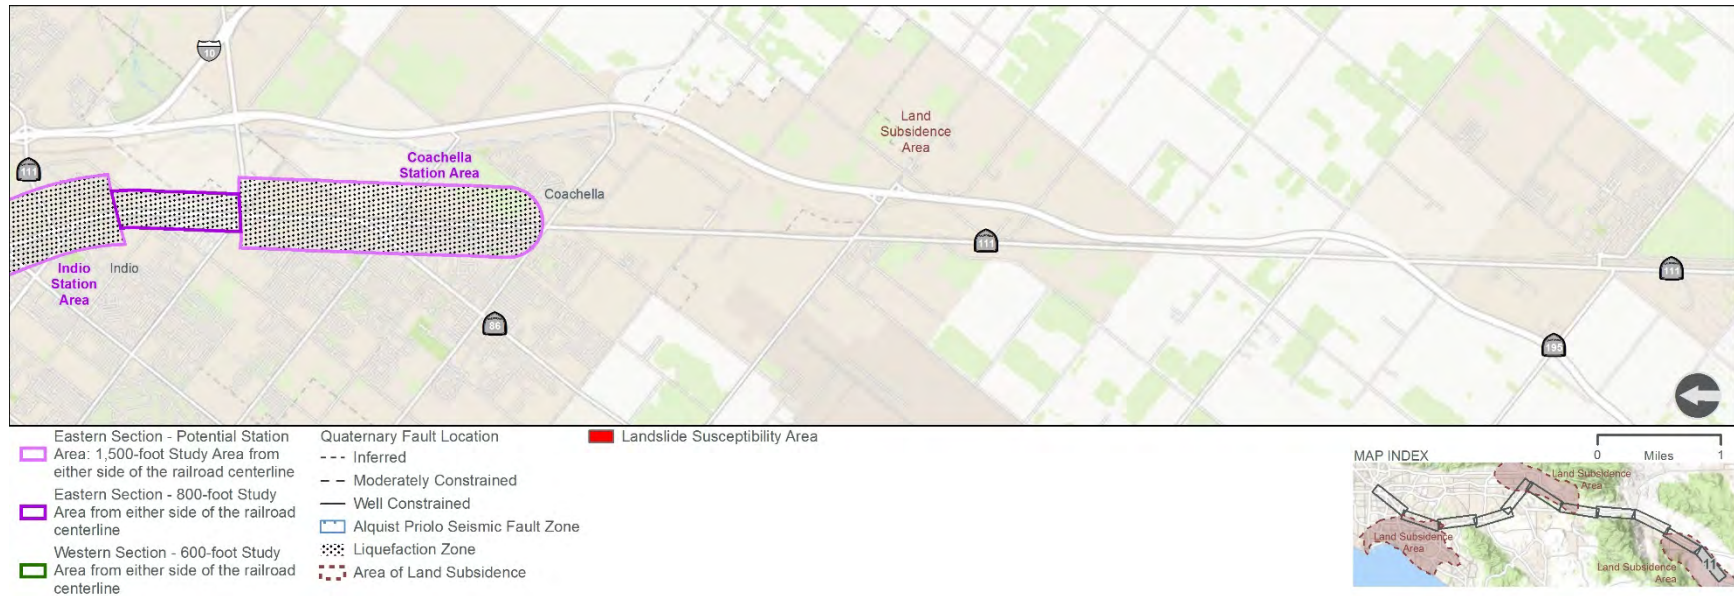 10
Land
Subsidence
Area
111
Coachella
Station Area
Coachella
111
Indio
Station
Area
Indio
111
86
195
Eastern Section - Potential Station
Area: 1,500-foot Study Area from
either side of the railroad centerline
Eastern Section - 800-foot Study
Area from either side of the railroad
centerline
Western Section - 600-foot Study
Area from either side of the railroad
centerline
Quaternary Fault Location
Inferred
Moderately Constrained
Well Constrained
Alquist Priolo Seismic Fault Zone
Liquefaction Zone
Area of Land Subsidence
Landslide Susceptibility Area
0 Miles 1
MAP INDEX
Land Subsidence
Area
Land Subsidence
Area
Land Subsidence
Area
11